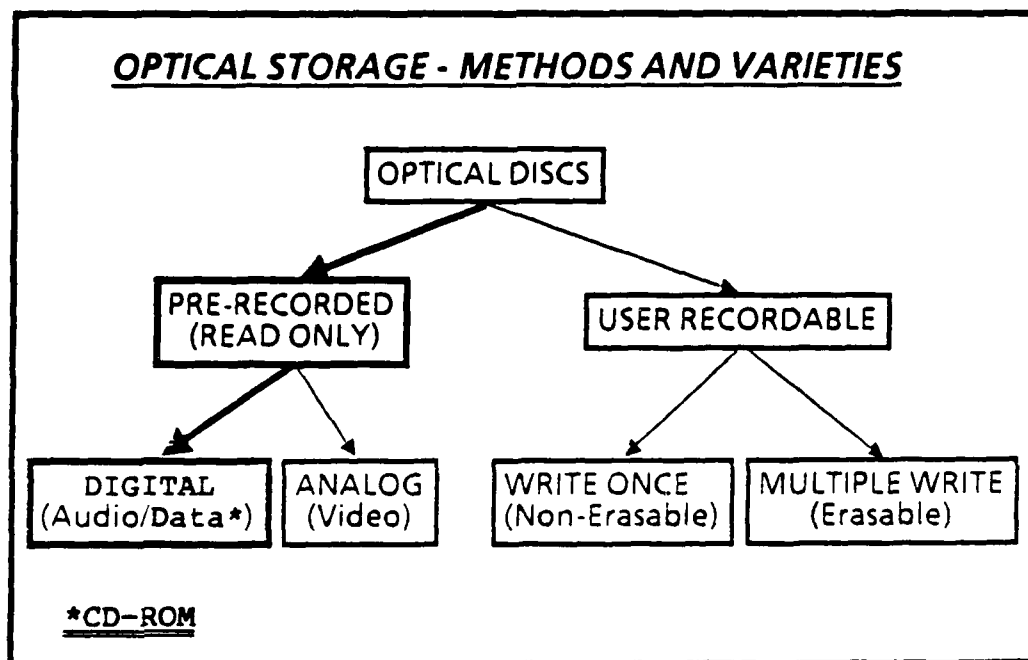 OPTICAL STORAGE - METHODS AND VARIETIES
OPTICAL DISCS
PRE-RECORDED
(READ ONLY)
USER RECORDABLE
DIGITAL
(Audio/Data*)
ANALOG
(Video)
WRITE ONCE
(Non-Erasable)
MULTIPLE WRITE
(Erasable)
*CD-ROM